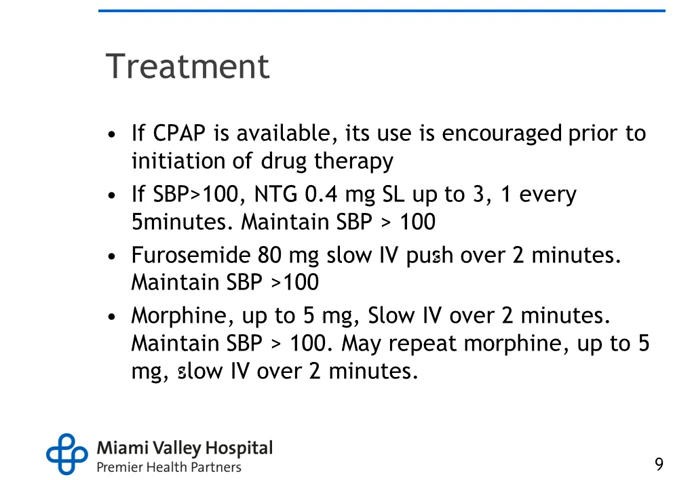 Treatment
• If CPAP is available, its use is encouraged prior to
initiation of drug therapy
• If SBP>100, NTG 0.4 mg SL up to 3, 1 every
5minutes. Maintain SBP > 100
• Furosemide 80 mg slow IV push over 2 minutes.
Maintain SBP >100
• Morphine, up to 5 mg, Slow IV over 2 minutes.
Maintain SBP > 100. May repeat morphine, up to 5
mg, slow IV over 2 minutes.
Miami Valley Hospital
Premier Health Partners
9